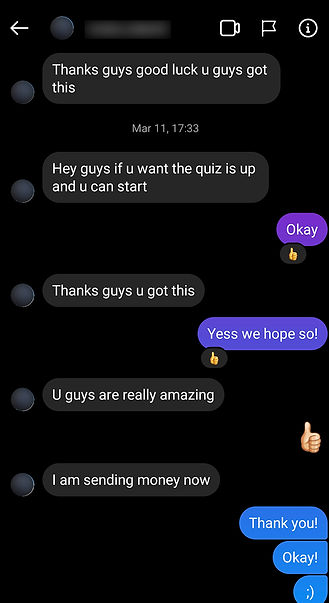 Thanks guys good luck u guys got
this
Mar 11, 17:33
Hey guys if u want the quiz is up
and u can start
Okay
Thanks guys u got this
Yess we hope so!
U guys are really amazing
I am sending money now
Thank you!
Okay!
;)